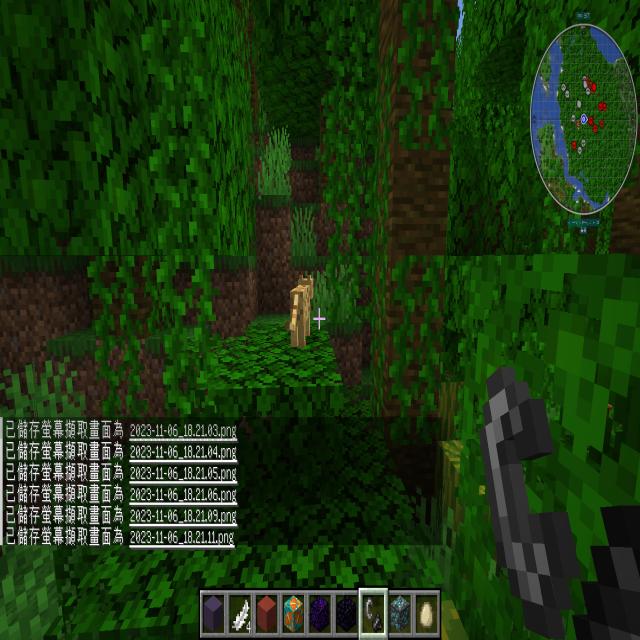 已儲存螢幕擷取畫面為 2023-11-06_18.21.03.png
已儲存螢幕擷取畫面為 2023-11-06_18.21.04.png
已儲存螢幕擷取畫面為 2023-11-06_18.21.05.png
已儲存螢幕擷取畫面為 2023-11-06_18.21.06.png
已儲存螢幕擷取畫面為 2023-11-06_18.21.09.png
已儲存螢幕擷取畫面為 2023-11-06_18.21.11.png